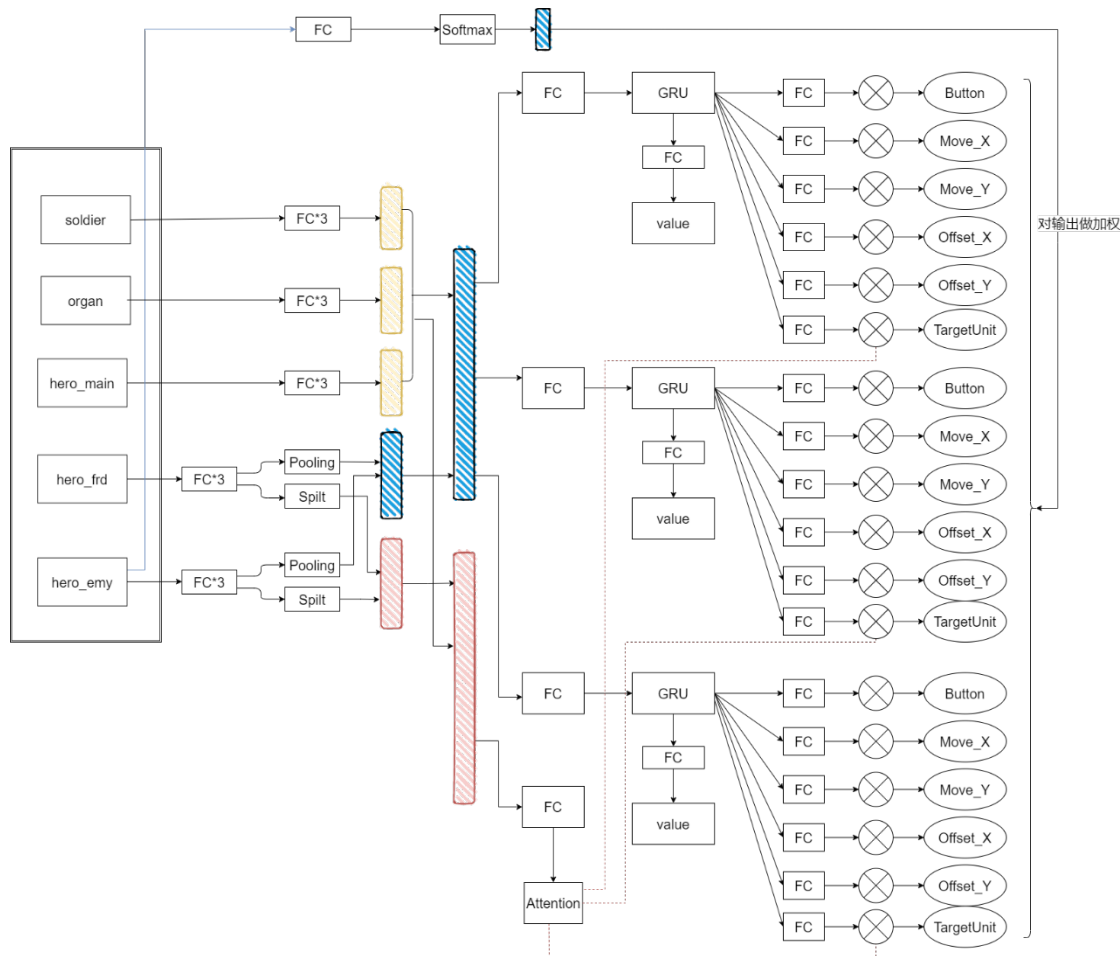 FC
Softmax
soldier
organ
hero_main
hero_frd
hero_emy
FC*3
FC*3
FC*3
FC*3
Pooling
Spilt
FC*3
Pooling
Spilt
FC
GRU
FC
value
FC
Button
FC
Move_X
FC
Move_Y
FC
Offset_X
FC
Offset_Y
FC
TargetUnit
FC
GRU
FC
value
FC
Button
FC
Move_X
FC
Move_Y
FC
Offset_X
FC
Offset_Y
FC
TargetUnit
FC
GRU
FC
value
FC
Button
FC
Move_X
FC
Move_Y
FC
Offset_X
FC
Offset_Y
FC
TargetUnit
FC
Attention
对输出做加权